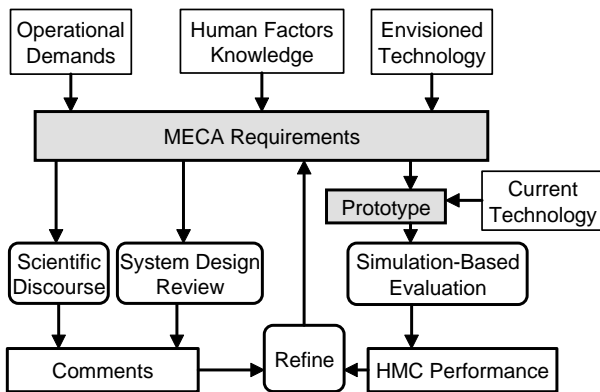 Operational
Demands
Human Factors
Knowledge
Envisioned
Technology
MECA Requirements
Prototype
Current
Technology
Scientific
Discourse
System Design
Review
Simulation-Based
Evaluation
Comments
Refine
HMC Performance